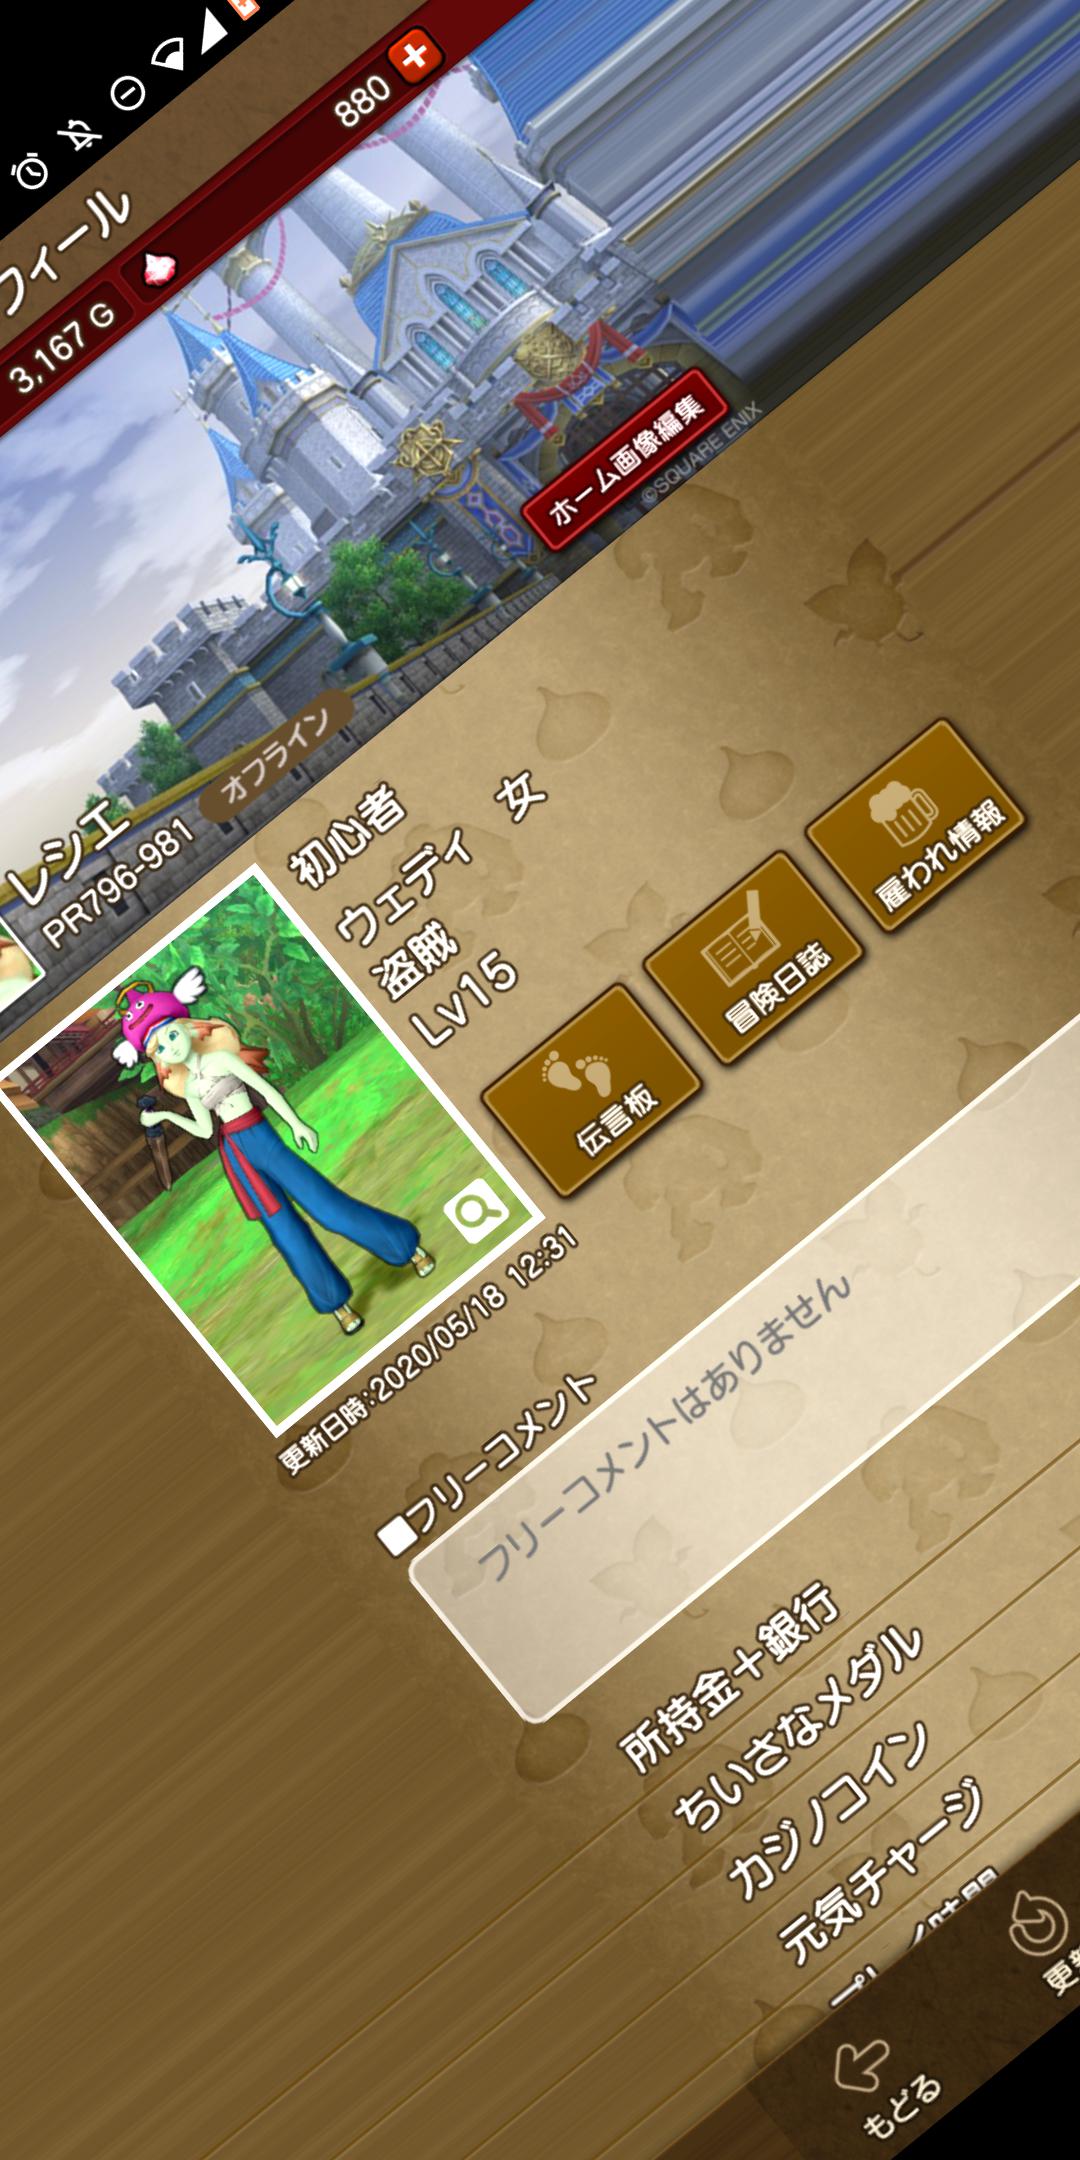 フィール
3,167 G
880
ホーム画像編集
©SQUARE ENIX
オフライン
レシエ
PR796-981
初心者
ウェディ 女
盗賊
Lv15
伝言板
冒険日誌
雇われ情報
更新日時:2020/05/18 12:31
■フリーコメント
フリーコメントはありません
所持金＋銀行
ちいさなメダル
カジノコイン
元気チャージ
もどる